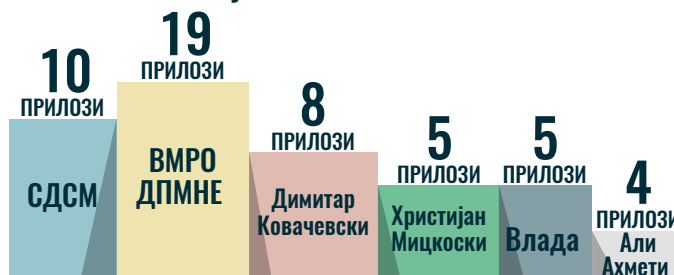 10
ПРИЛОЗИ
СДСМ
19
ПРИЛОЗИ
ВМРО
ДПМНЕ
8
ПРИЛОЗИ
Димитар
Ковачевски
5
ПРИЛОЗИ
Христијан
Мицкоски
5
ПРИЛОЗИ
Влада
4
ПРИЛОЗИ
Али
Ахмети